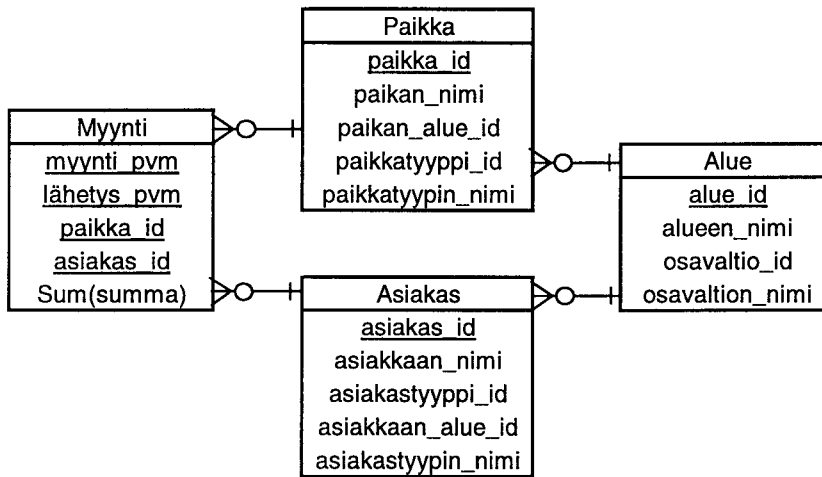 Paikka
paikka_id
paikan_nimi
paikan_alue_id
paikkatyyppi_id
paikkatyypin_nimi
Myynti
myynti_pvm
lähetys_pvm
paikka_id
asiakas_id
Sum(summa)
Alue
alue_id
alueen_nimi
osavaltio_id
osavaltion_nimi
Asiakas
asiakas_id
asiakkaan_nimi
asiakastyyppi_id
asiakkaan_alue_id
asiakastyypin_nimi